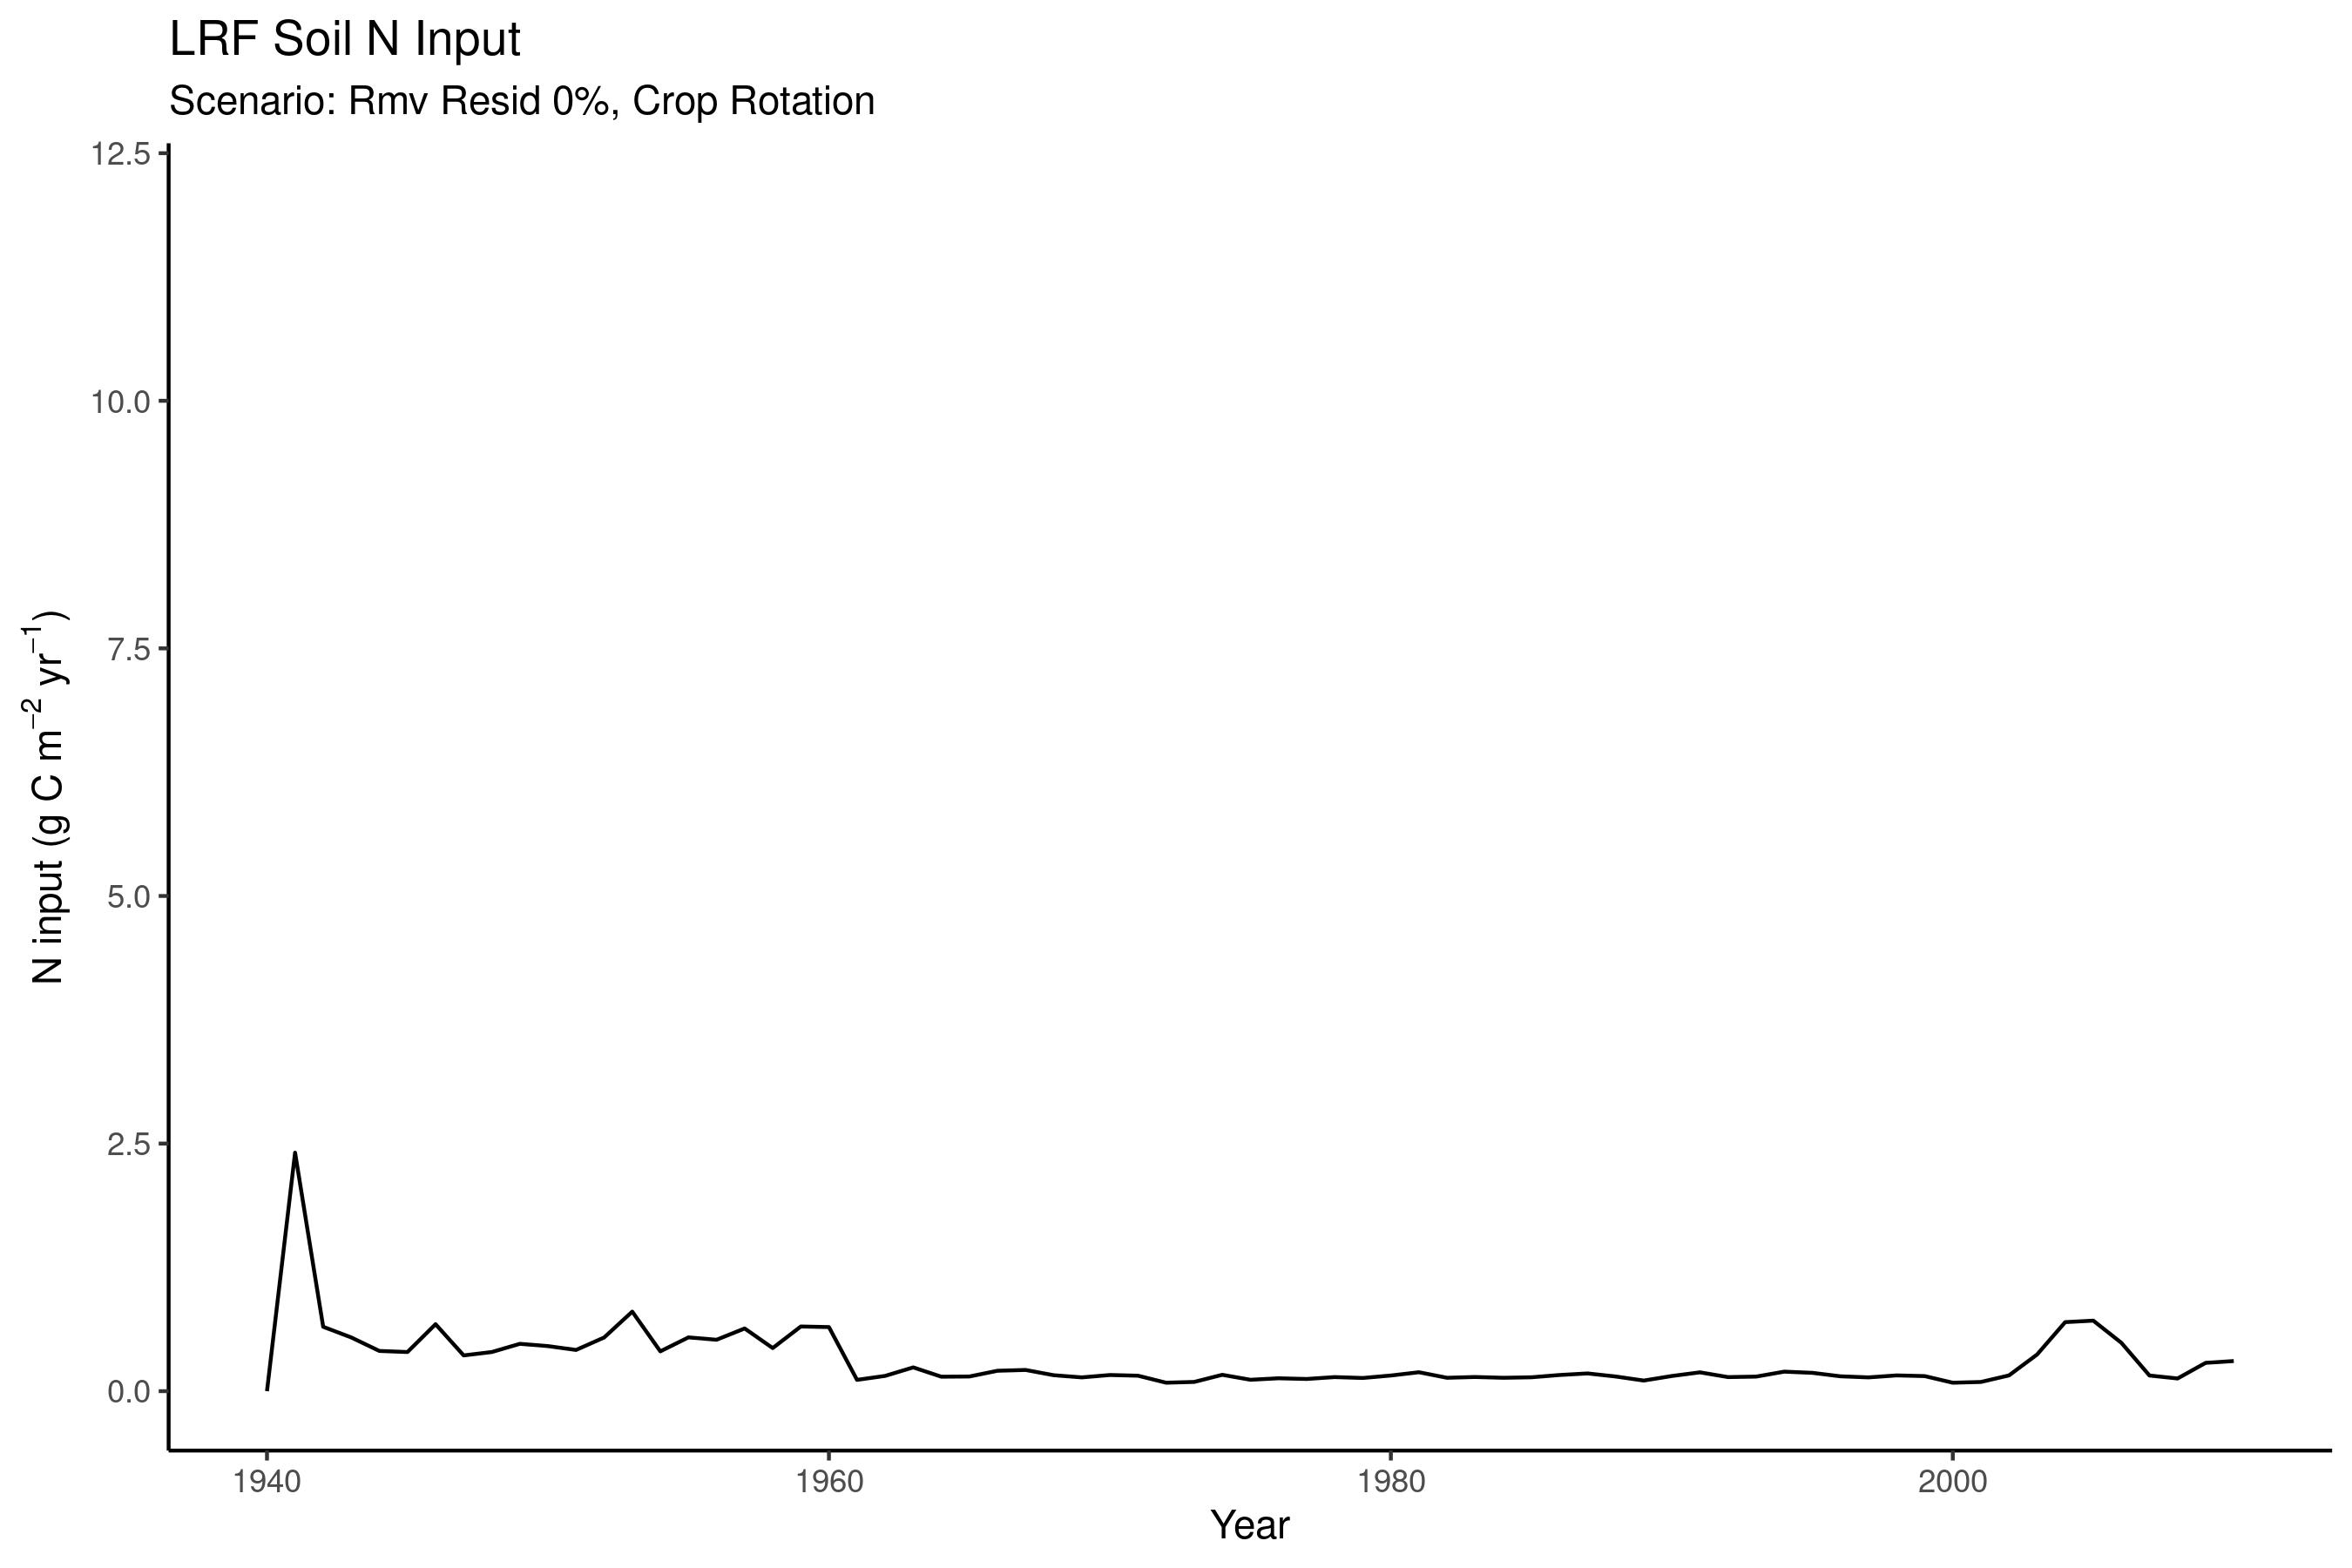 LRF Soil N Input
Scenario: Rmv Resid 0%, Crop Rotation
12.5
10.0
7.5
5.0
2.5
0.0
N input (g C m⁻² yr⁻¹)
1940 1960 1980 2000
Year